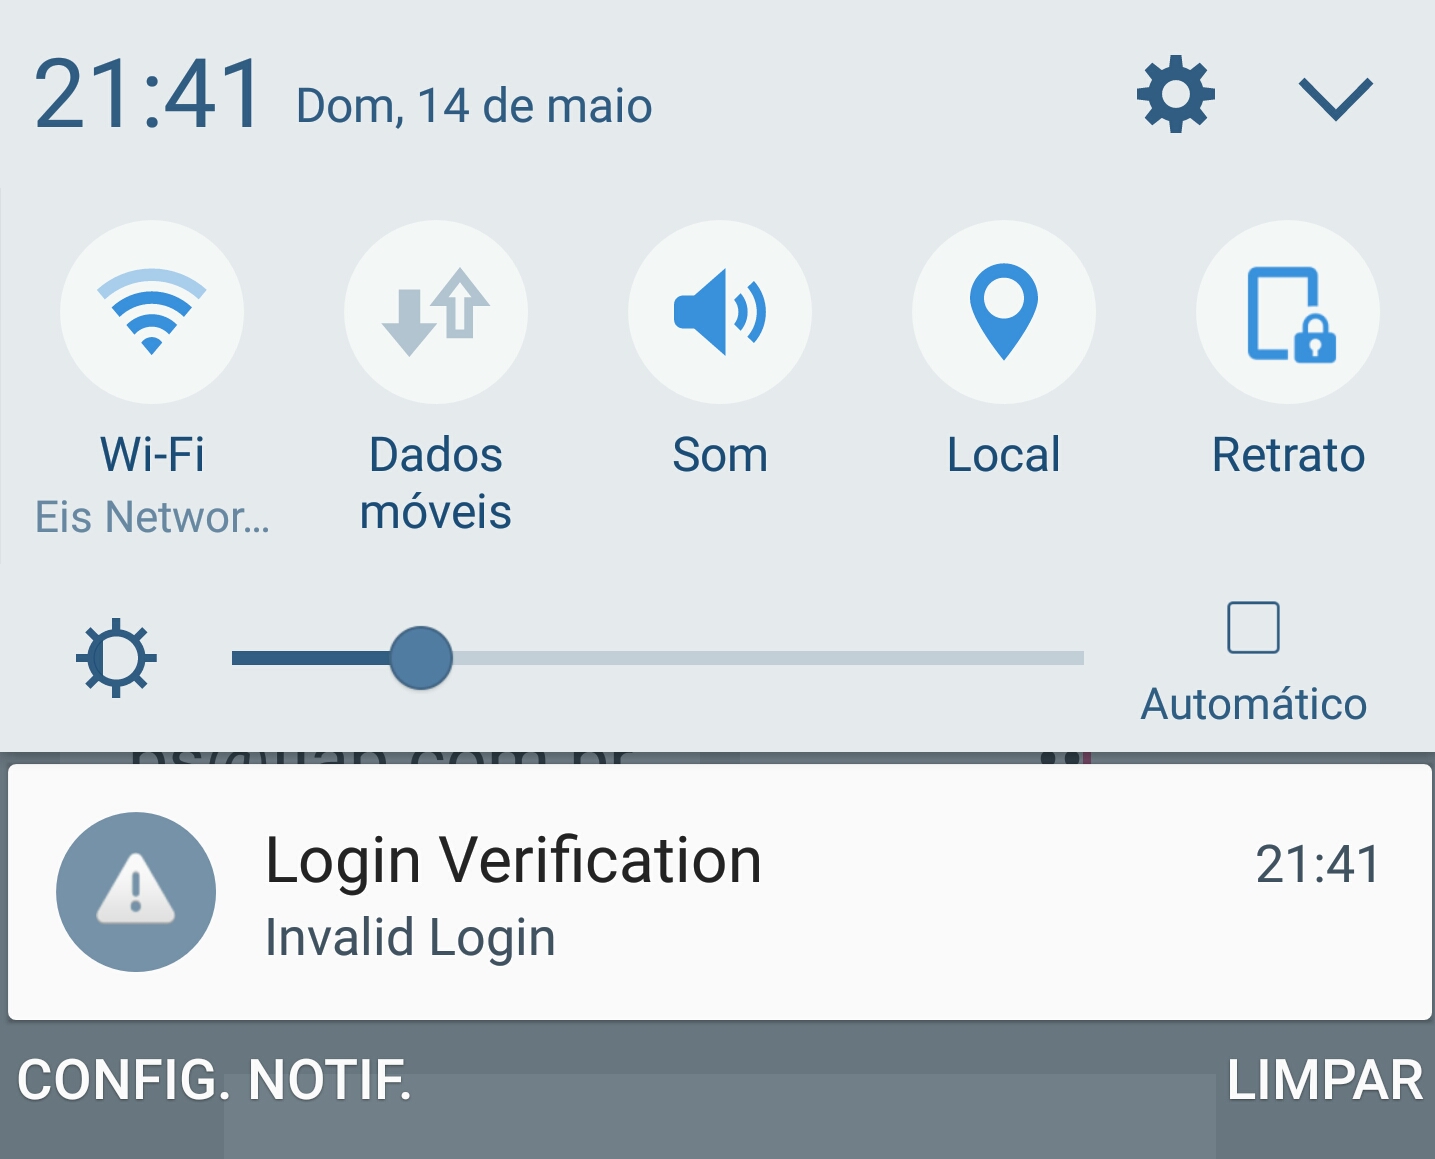 21:41 Dom, 14 de maio
Wi-Fi
Eis Networ...
Dados
móveis
Som
Local
Retrato
Automático
Login Verification 21:41
Invalid Login
CONFIG. NOTIF. LIMPAR